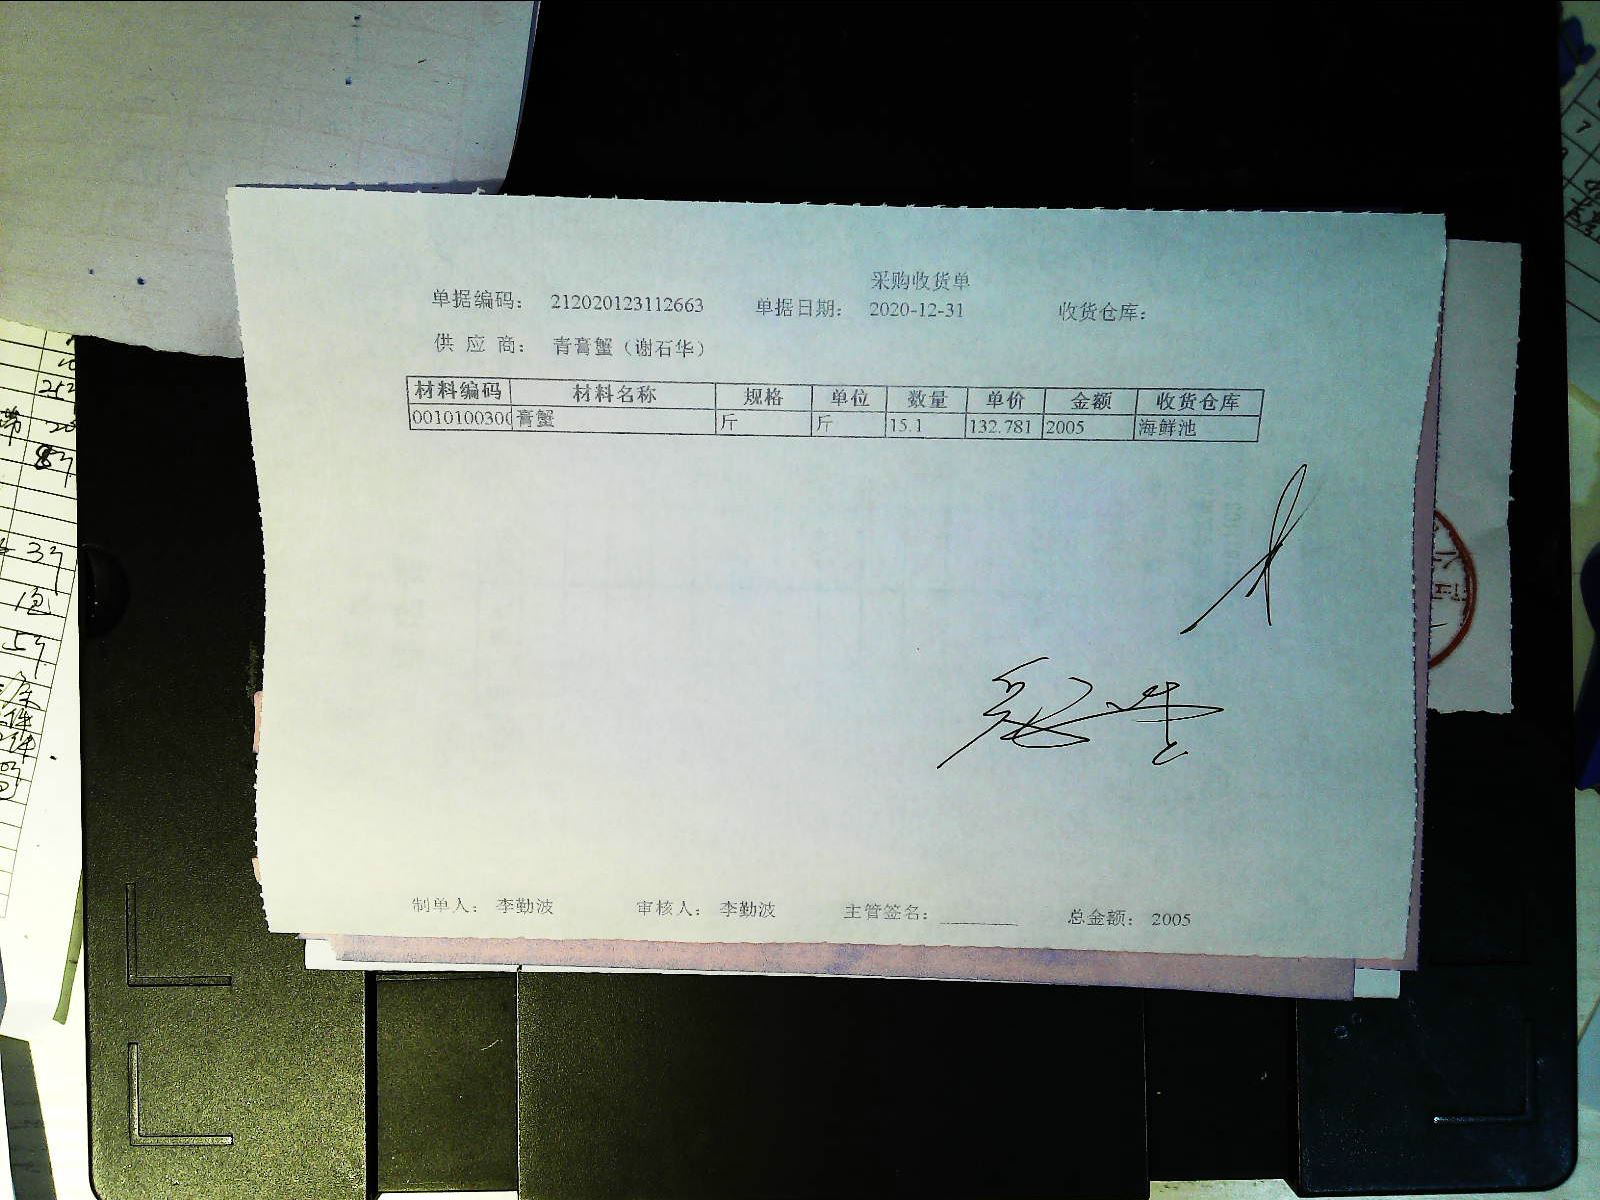 采购收货单
单据编码： 212020123112663 单据日期： 2020-12-31 收货仓库：
供 应 商： 青膏蟹（谢石华）
材料编码 材料名称 规格 单位 数量 单价 金额 收货仓库
0010100300 膏蟹 斤 斤 15.1 132.781 2005 海鲜池
制单人： 李勤波 审核人： 李勤波 主管签名： 总金额： 2005